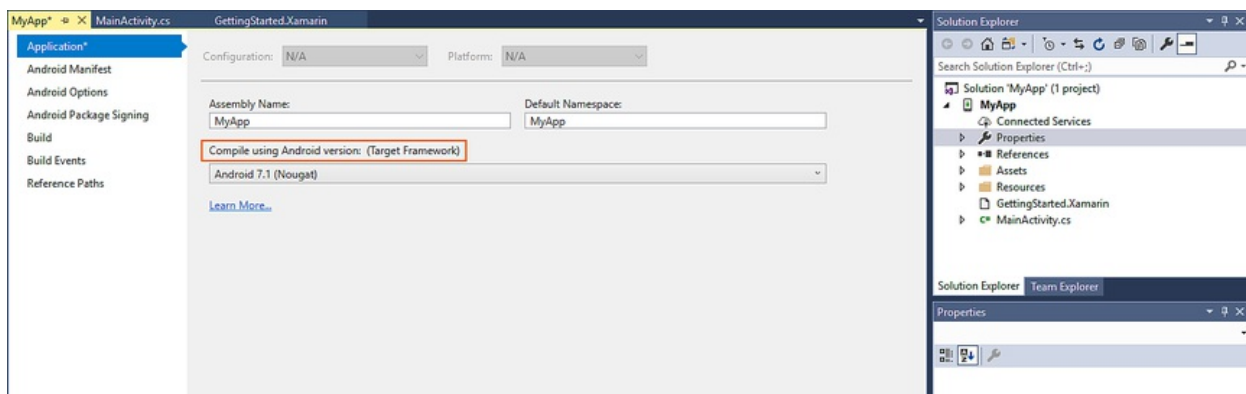 MyApp* MainActivity.cs GettingStarted.Xamarin
Application*
Android Manifest
Android Options
Android Package Signing
Build
Build Events
Reference Paths
Configuration: N/A Platform: N/A
Assembly Name: Default Namespace:
MyApp MyApp
Compile using Android version: (Target Framework)
Android 7.1 (Nougat)
Learn More...
Solution Explorer
Search Solution Explorer (Ctrl+;)
Solution 'MyApp' (1 project)
MyApp
Connected Services
Properties
References
Assets
Resources
GettingStarted.Xamarin
C# MainActivity.cs
Solution Explorer Team Explorer
Properties